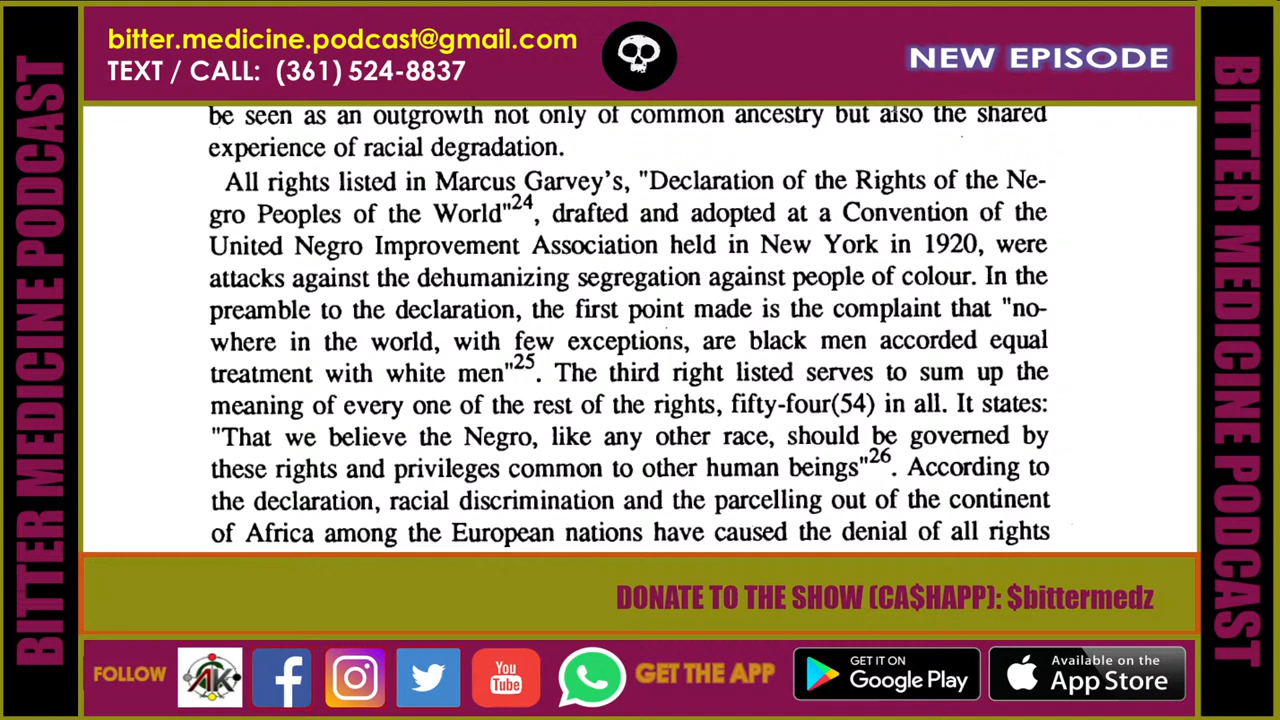 bitter.medicine.podcast@gmail.com
TEXT / CALL: (361) 524-8837
NEW EPISODE
BITTER MEDICINE PODCAST
be seen as an outgrowth not only of common ancestry but also the shared
experience of racial degradation.
All rights listed in Marcus Garvey's, "Declaration of the Rights of the Ne-
gro Peoples of the World"24, drafted and adopted at a Convention of the
United Negro Improvement Association held in New York in 1920, were
attacks against the dehumanizing segregation against people of colour. In the
preamble to the declaration, the first point made is the complaint that "no-
where in the world, with few exceptions, are black men accorded equal
treatment with white men"25. The third right listed serves to sum up the
meaning of every one of the rest of the rights, fifty-four(54) in all. It states:
"That we believe the Negro, like any other race, should be governed by
these rights and privileges common to other human beings"26. According to
the declaration, racial discrimination and the parcelling out of the continent
of Africa among the European nations have caused the denial of all rights
BITTER MEDICINE PODCAST
DONATE TO THE SHOW (CA$HAPP): $bittermedz
FOLLOW
ATK
You
Tube
GET THE APP
GET IT ON
Google Play
Available on the
App Store